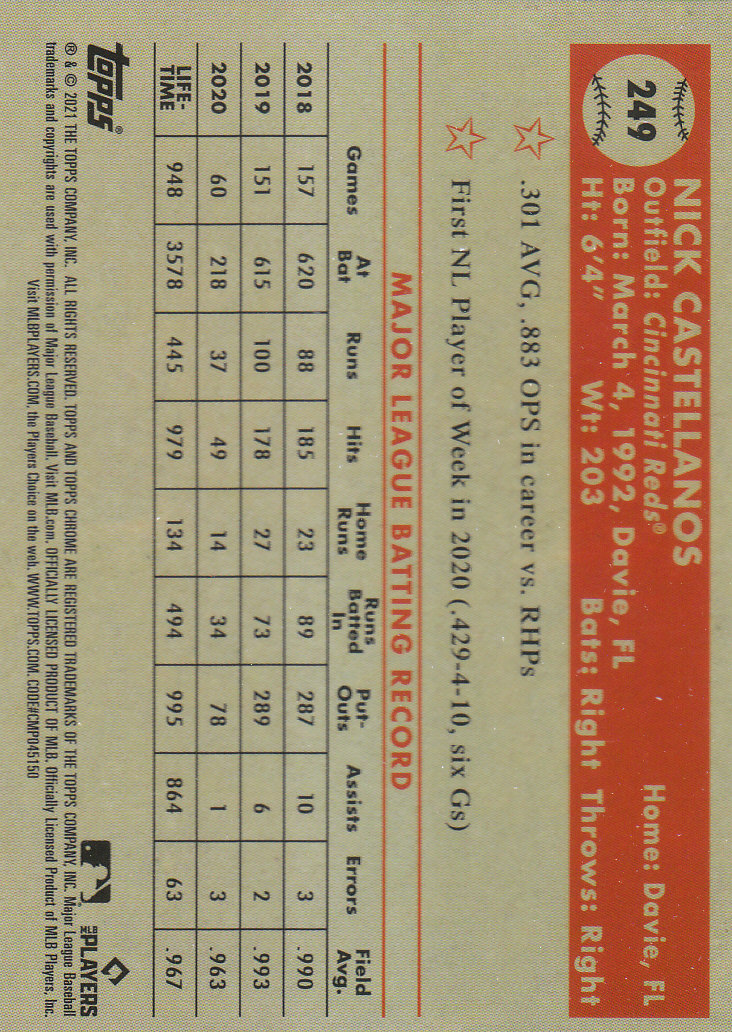 249
NICK CASTELLANOS
Outfield: Cincinnati Reds® Home: Davie, FL
Born: March 4, 1992, Davie, FL
Ht: 6'4" Wt: 203 Bats: Right Throws: Right
.301 AVG, .883 OPS in career vs. RHPs
First NL Player of Week in 2020 (.429-4-10, six Gs)
MAJOR LEAGUE BATTING RECORD
Games At Bat Runs Hits Home Runs Runs Batted In Put-Outs Assists Errors Field Avg.
2018 157 620 88 185 23 89 287 10 3 .990
2019 151 615 100 178 27 73 289 6 2 .993
2020 60 218 37 49 14 34 78 1 3 .963
LIFE-TIME 948 3578 445 979 134 494 995 864 63 .967
topps®
MLB PLAYERS
® & © 2021 THE TOPPS COMPANY, INC. ALL RIGHTS RESERVED. TOPPS AND TOPPS CHROME ARE REGISTERED TRADEMARKS OF THE TOPPS COMPANY, INC. Major League Baseball
trademarks and copyrights are used with permission of Major League Baseball. Visit MLB.com. OFFICIALLY LICENSED PRODUCT OF MLB. Officially Licensed Product of MLB Players, Inc.
Visit MLBPLAYERS.COM, the Players Choice on the web. WWW.TOPPS.COM. CODE#CMP045150